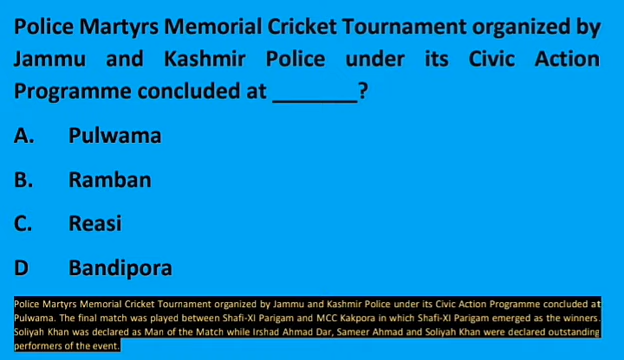 Police Martyrs Memorial Cricket Tournament organized by
Jammu and Kashmir Police under its Civic Action
Programme concluded at _______?
A. Pulwama
B. Ramban
C. Reasi
D Bandipora
Police Martyrs Memorial Cricket Tournament organized by Jammu and Kashmir Police under its Civic Action Programme concluded at
Pulwama. The final match was played between Shafi-XI Parigam and MCC Kakpora in which Shafi-XI Parigam emerged as the winners.
Soliyah Khan was declared as Man of the Match while Irshad Ahmad Dar, Sameer Ahmad and Soliyah Khan were declared outstanding
performers of the event.